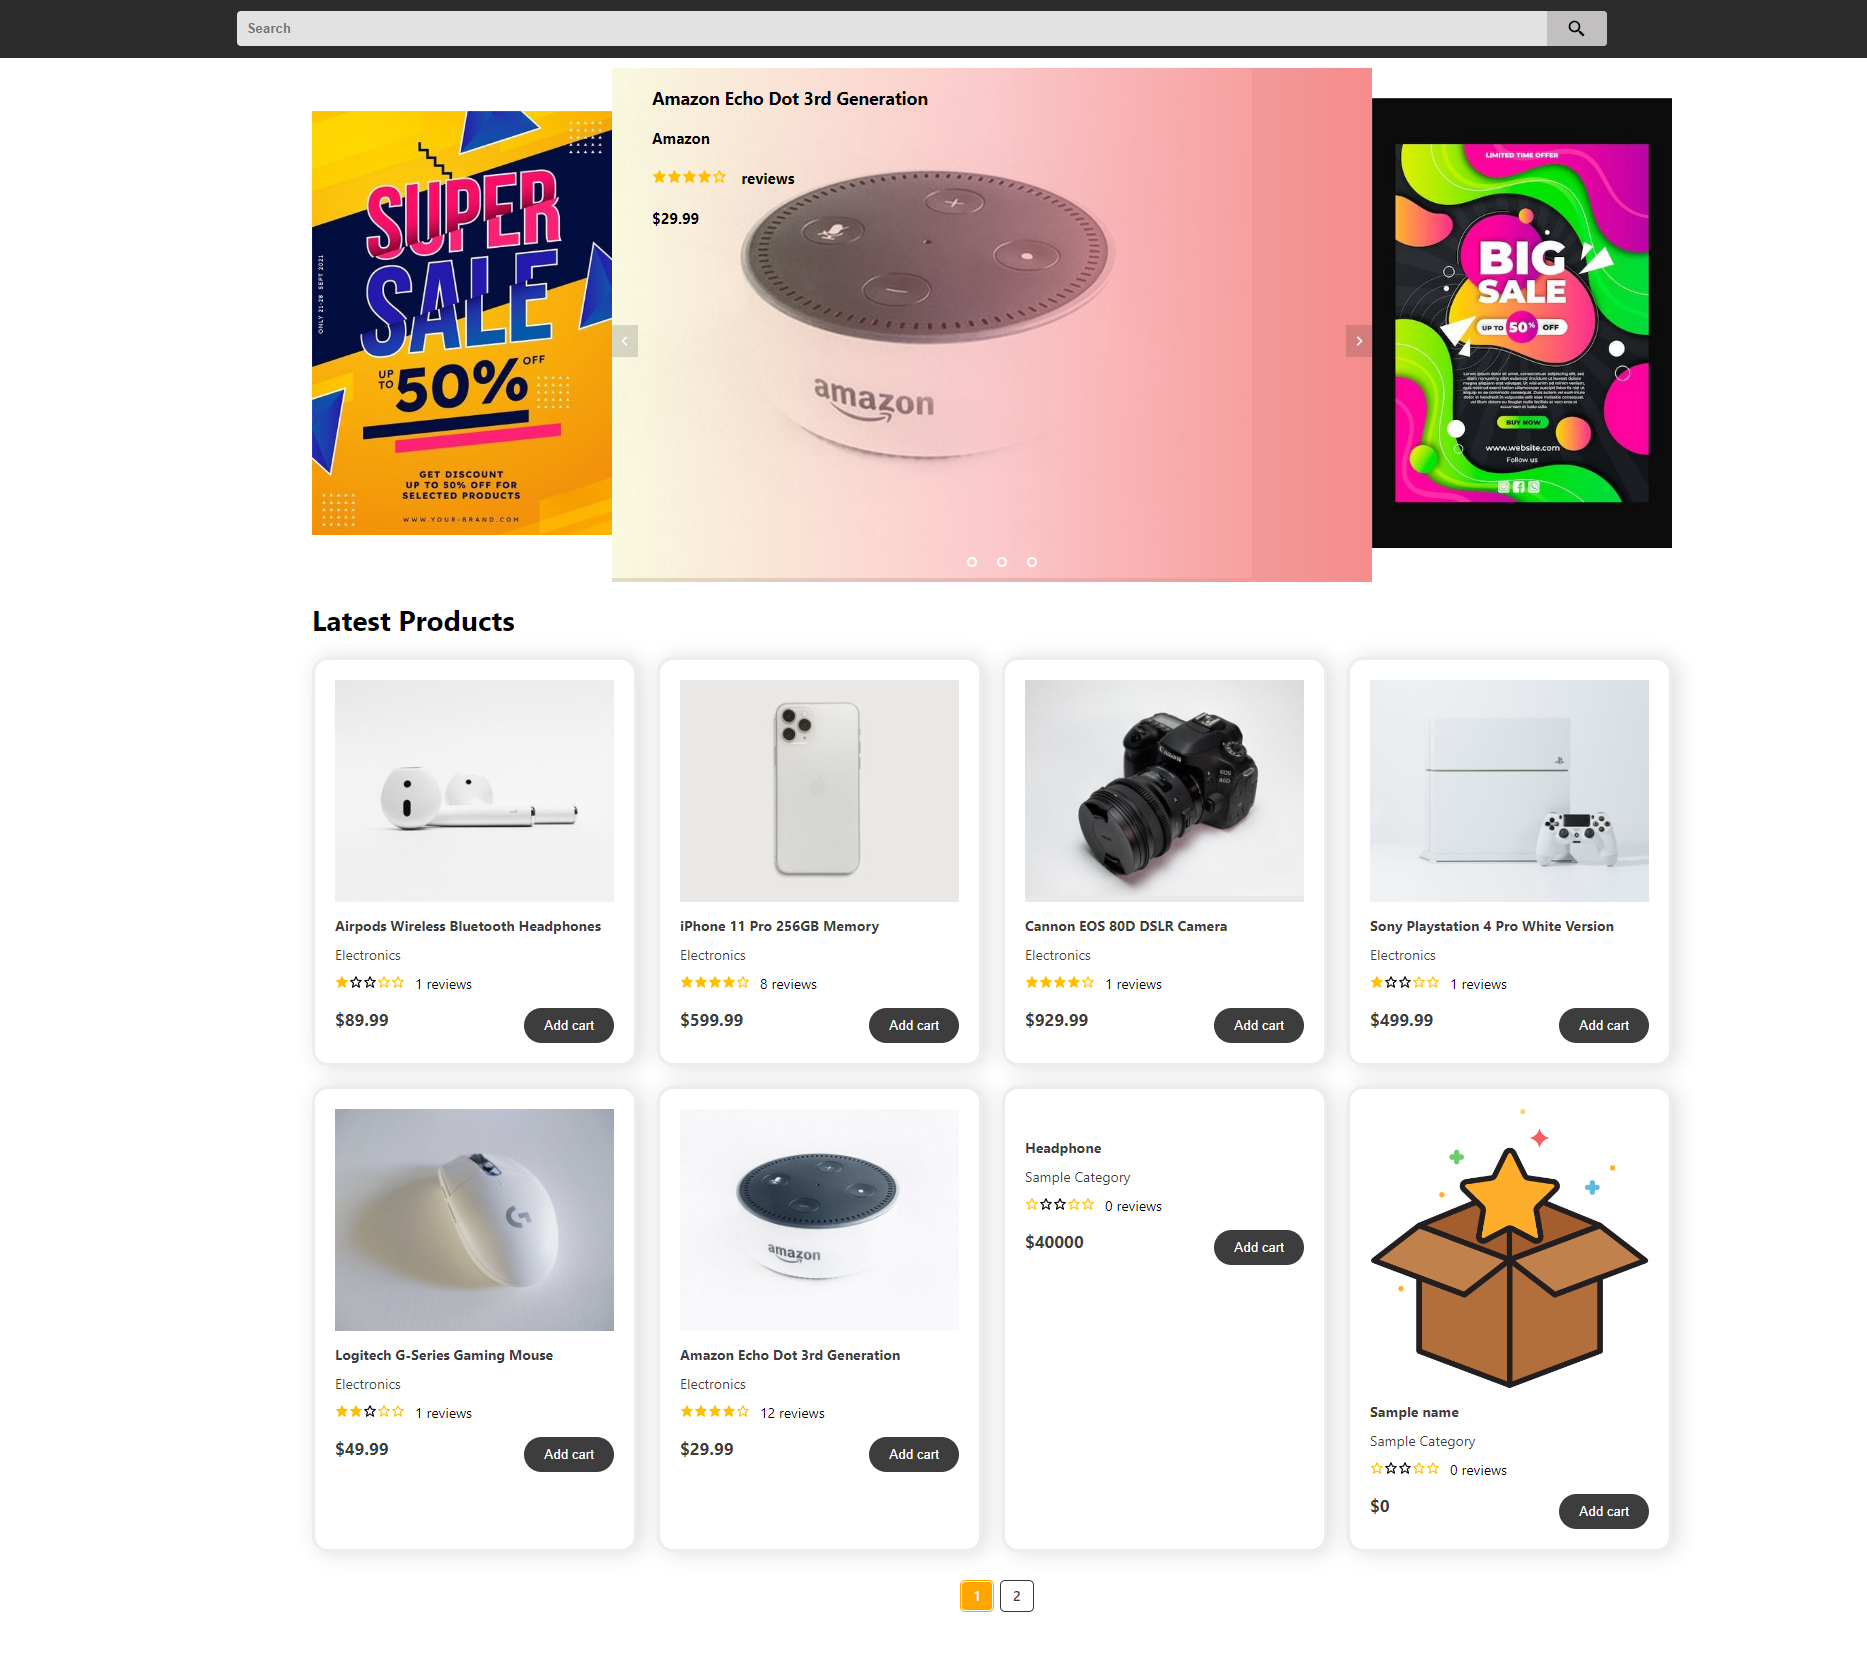 Search
Amazon Echo Dot 3rd Generation
Amazon
reviews
$29.99
amazon
ONLY 21-28 SEPT 2021
SUPER
SALE
UP TO 50% OFF
GET DISCOUNT
UP TO 50% OFF FOR
SELECTED PRODUCTS
WWW.YOUR-BRAND.COM
LIMITED TIME OFFER
BIG
SALE
UP TO 50% OFF
BUY NOW
www.website.com
Follow us
Latest Products
Airpods Wireless Bluetooth Headphones
Electronics
1 reviews
$89.99 Add cart
iPhone 11 Pro 256GB Memory
Electronics
8 reviews
$599.99 Add cart
Canon
EOS
80D
Cannon EOS 80D DSLR Camera
Electronics
1 reviews
$929.99 Add cart
Sony Playstation 4 Pro White Version
Electronics
1 reviews
$499.99 Add cart
Logitech G-Series Gaming Mouse
Electronics
1 reviews
$49.99 Add cart
amazon
Amazon Echo Dot 3rd Generation
Electronics
12 reviews
$29.99 Add cart
Headphone
Sample Category
0 reviews
$40000 Add cart
Sample name
Sample Category
0 reviews
$0 Add cart
1 2